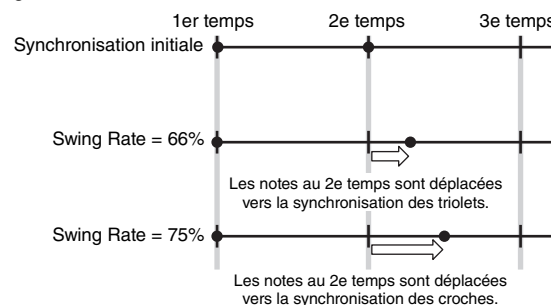 1er temps 2e temps 3e temps
Synchronisation initiale
Swing Rate = 66%
Les notes au 2e temps sont déplacées
vers la synchronisation des triolets.
Swing Rate = 75%
Les notes au 2e temps sont déplacées
vers la synchronisation des croches.